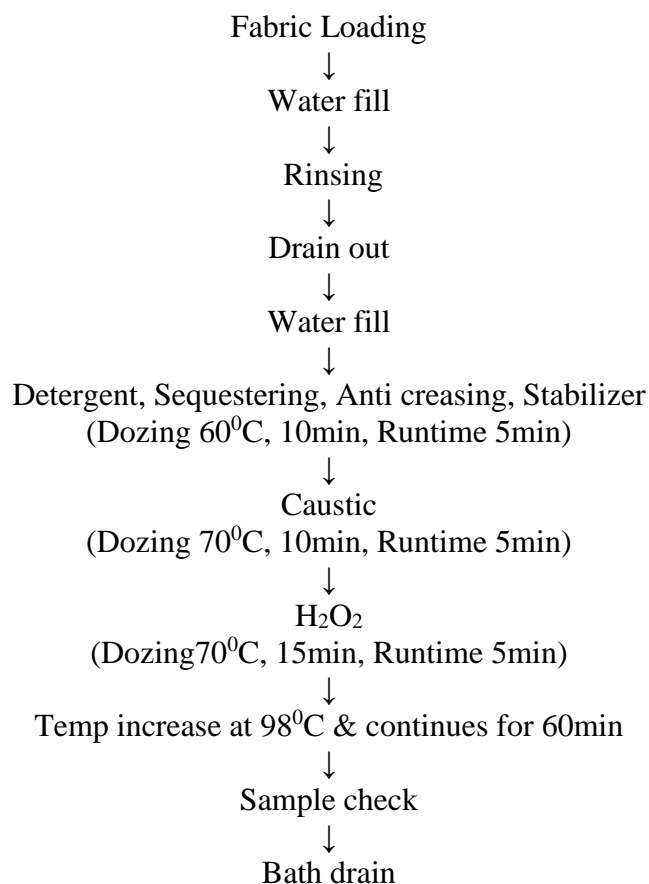 Fabric Loading
↓
Water fill
↓
Rinsing
↓
Drain out
↓
Water fill
↓
Detergent, Sequestering, Anti creasing, Stabilizer
(Dozing 60⁰C, 10min, Runtime 5min)
↓
Caustic
(Dozing 70⁰C, 10min, Runtime 5min)
↓
H₂O₂
(Dozing70⁰C, 15min, Runtime 5min)
↓
Temp increase at 98⁰C & continues for 60min
↓
Sample check
↓
Bath drain